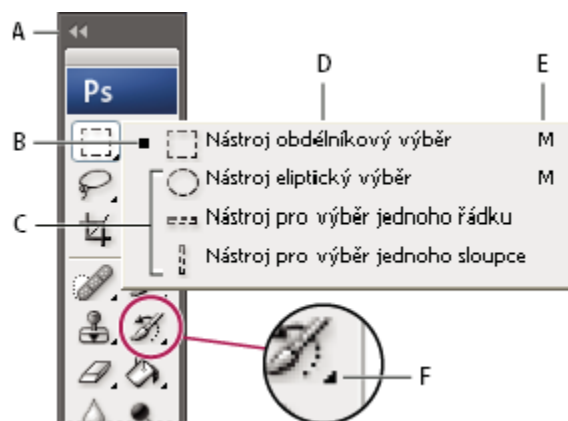 A
D E
Ps
B Nástroj obdélníkový výběr M
Nástroj eliptický výběr M
C Nástroj pro výběr jednoho řádku
Nástroj pro výběr jednoho sloupce
F